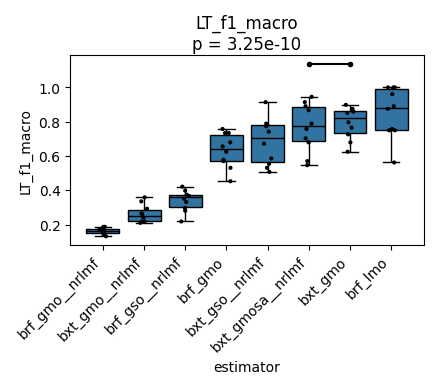 LT_f1_macro
p = 3.25e-10
LT_f1_macro
1.0
0.8
0.6
0.4
0.2
brf_gmo__nrlmf
bxt_gmo__nrlmf
brf_gso__nrlmf
brf_gmo
bxt_gso__nrlmf
bxt_gmosa__nrlmf
bxt_gmo
brf_lmo
estimator